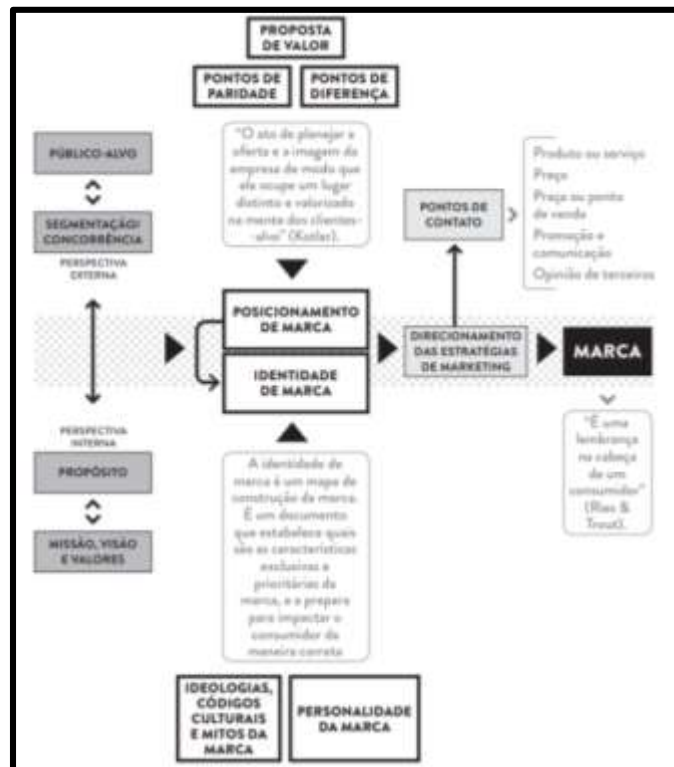 PROPOSTA
DE VALOR
PONTOS DE
PARIDADE
PONTOS DE
DIFERENÇA
"O ato de planejar a
oferta e a imagem da
empresa de modo que
ele ocupe um lugar
distinto e valorizado
na mente dos clientes-
-alvo" (Kotler).
PÚBLICO-ALVO
SEGMENTAÇÃO/
CONCORRÊNCIA
PERSPECTIVA
EXTERNA
PONTOS DE
CONTATO
Produto ou serviço
Preço
Praça ou ponto
de venda
Promoção e
comunicação
Opinião de terceiros
POSICIONAMENTO
DE MARCA
IDENTIDADE
DE MARCA
DIRECIONAMENTO
DAS ESTRATÉGIAS
DE MARKETING
MARCA
"É uma
lembrança
na cabeça
de um
consumidor"
(Ries &
Trout).
PERSPECTIVA
INTERNA
PROPÓSITO
MISSÃO, VISÃO
E VALORES
A identidade de
marca é um mapa de
construção da marca.
É um documento
que estabelece quais
são as características
exclusivas e
prioritárias da
marca, e a prepara
para impactar o
consumidor da
maneira correta
IDEOLOGIAS,
CÓDIGOS
CULTURAIS
E MITOS DA
MARCA
PERSONALIDADE
DA MARCA